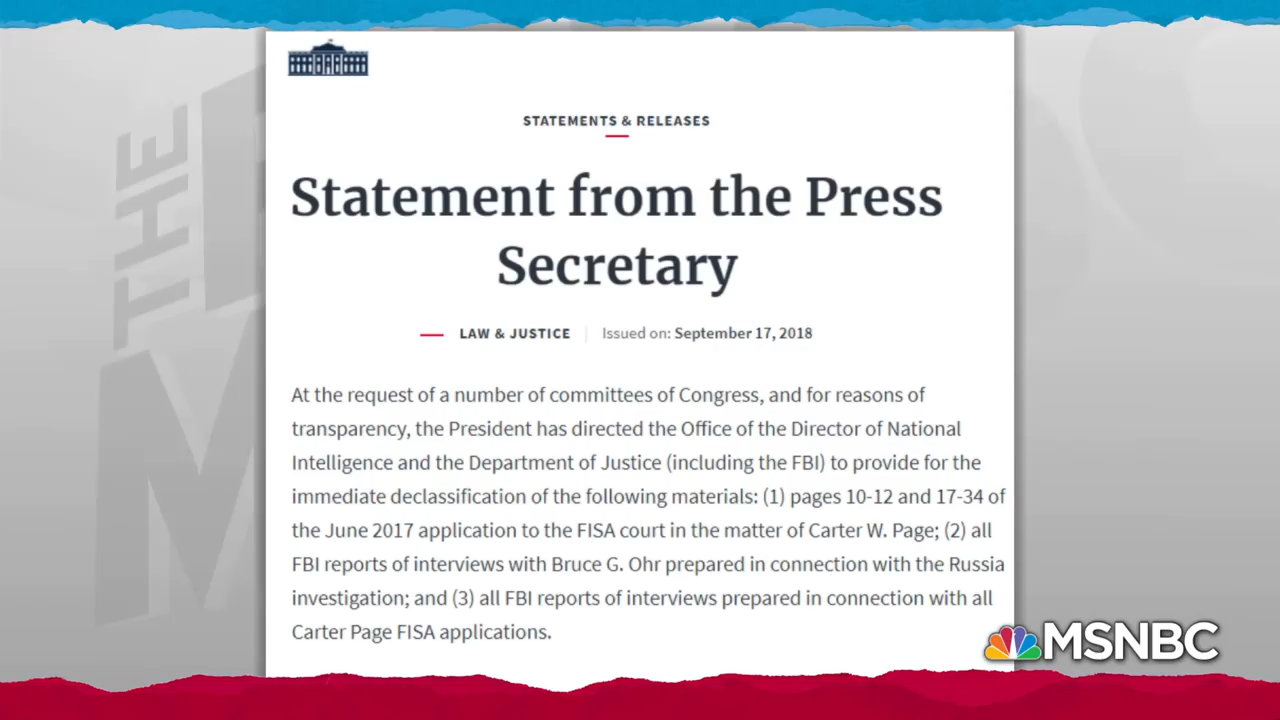 STATEMENTS & RELEASES
Statement from the Press
Secretary
LAW & JUSTICE
Issued on: September 17, 2018
At the request of a number of committees of Congress, and for reasons of
transparency, the President has directed the Office of the Director of National
Intelligence and the Department of Justice (including the FBI) to provide for the
immediate declassification of the following materials: (1) pages 10-12 and 17-34 of
the June 2017 application to the FISA court in the matter of Carter W. Page; (2) all
FBI reports of interviews with Bruce G. Ohr prepared in connection with the Russia
investigation; and (3) all FBI reports of interviews prepared in connection with all
Carter Page FISA applications.
THE
MSNBC